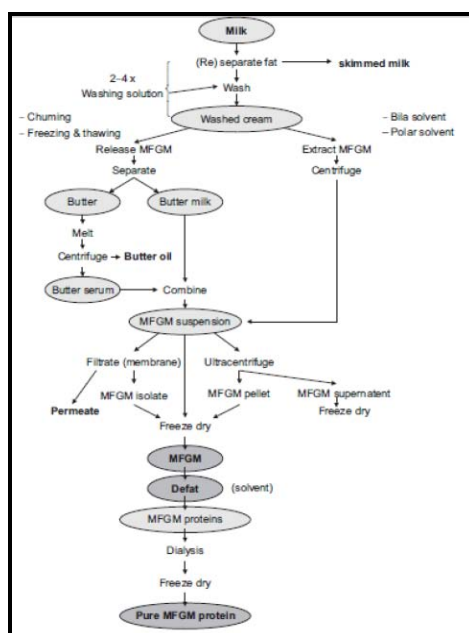 Milk
(Re) separate fat
skimmed milk
2–4 x
Washing solution
Wash
– Chuming
– Freezing & thawing
Washed cream
– Bila solvent
– Polar solvent
Release MFGM
Extract MFGM
Separate
Centrifuge
Butter
Butter milk
Melt
Centrifuge
Butter oil
Butter serum
Combine
MFGM suspension
Filtrate (membrane)
Ultracentrifuge
Permeate
MFGM isolate
MFGM pellet
MFGM supernatent
Freeze dry
Freeze dry
MFGM
Defat
(solvent)
MFGM proteins
Dialysis
Freeze dry
Pure MFGM protein